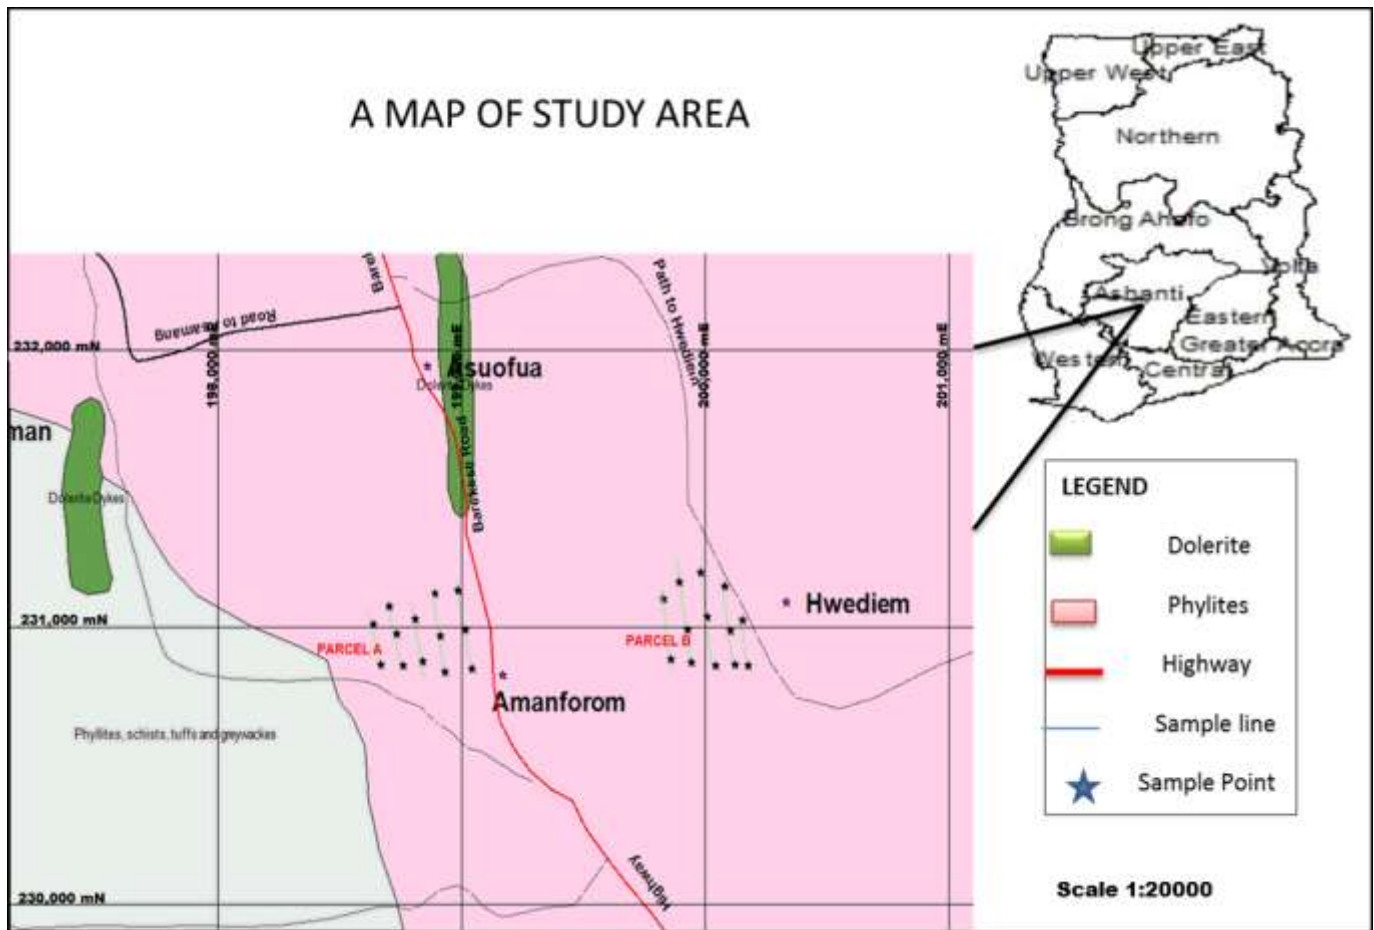 A MAP OF STUDY AREA
Upper East
Upper West
Northern
Brong Ahafo
Volta
Ashanti
Eastern
Greater Accra
Western
Central
Road to Asamang
Path to Hwediem
232,000 mN
198,000 mE
200,000 mE
201,000 mE
Asuofua
Dolerite Dykes
man
Barekese Road
Dolerite Dykes
231,000 mN
PARCEL A
PARCEL B
Hwediem
Amanforom
Phyllites, schists, tuffs and greywackes
Highway
230,000 mN
LEGEND
Dolerite
Phylites
Highway
Sample line
Sample Point
Scale 1:20000